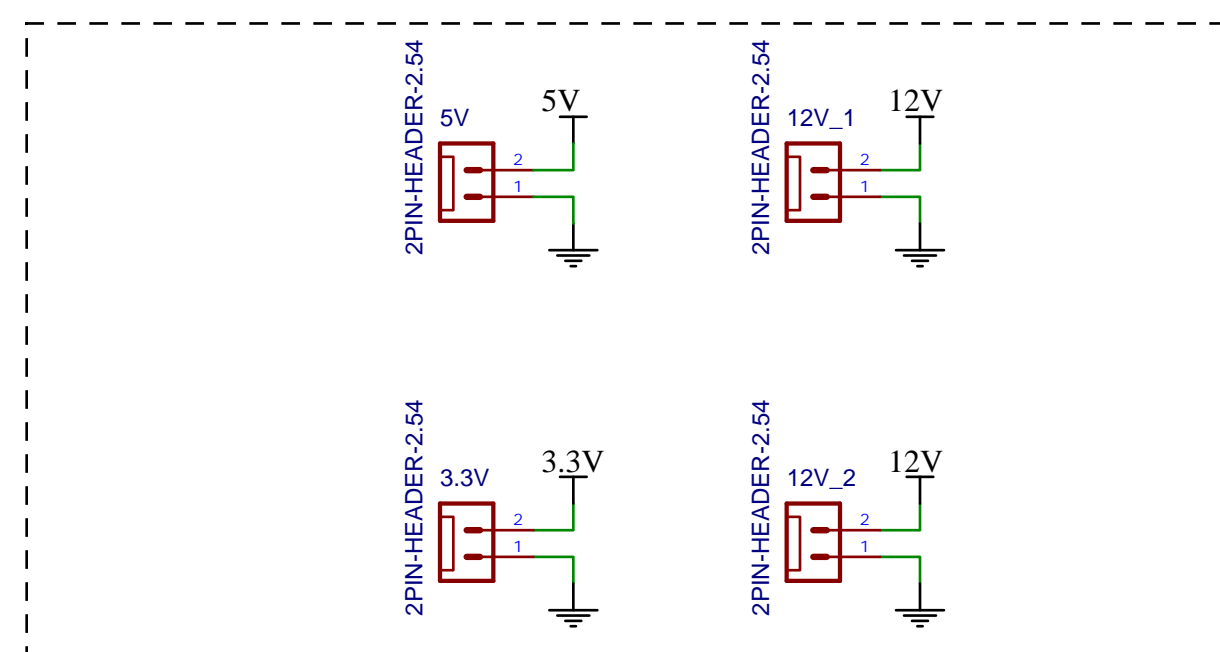 2PIN-HEADER-2.54
5V
5V
2
1
2PIN-HEADER-2.54
12V_1
12V
2
1
2PIN-HEADER-2.54
3.3V
3.3V
2
1
2PIN-HEADER-2.54
12V_2
12V
2
1